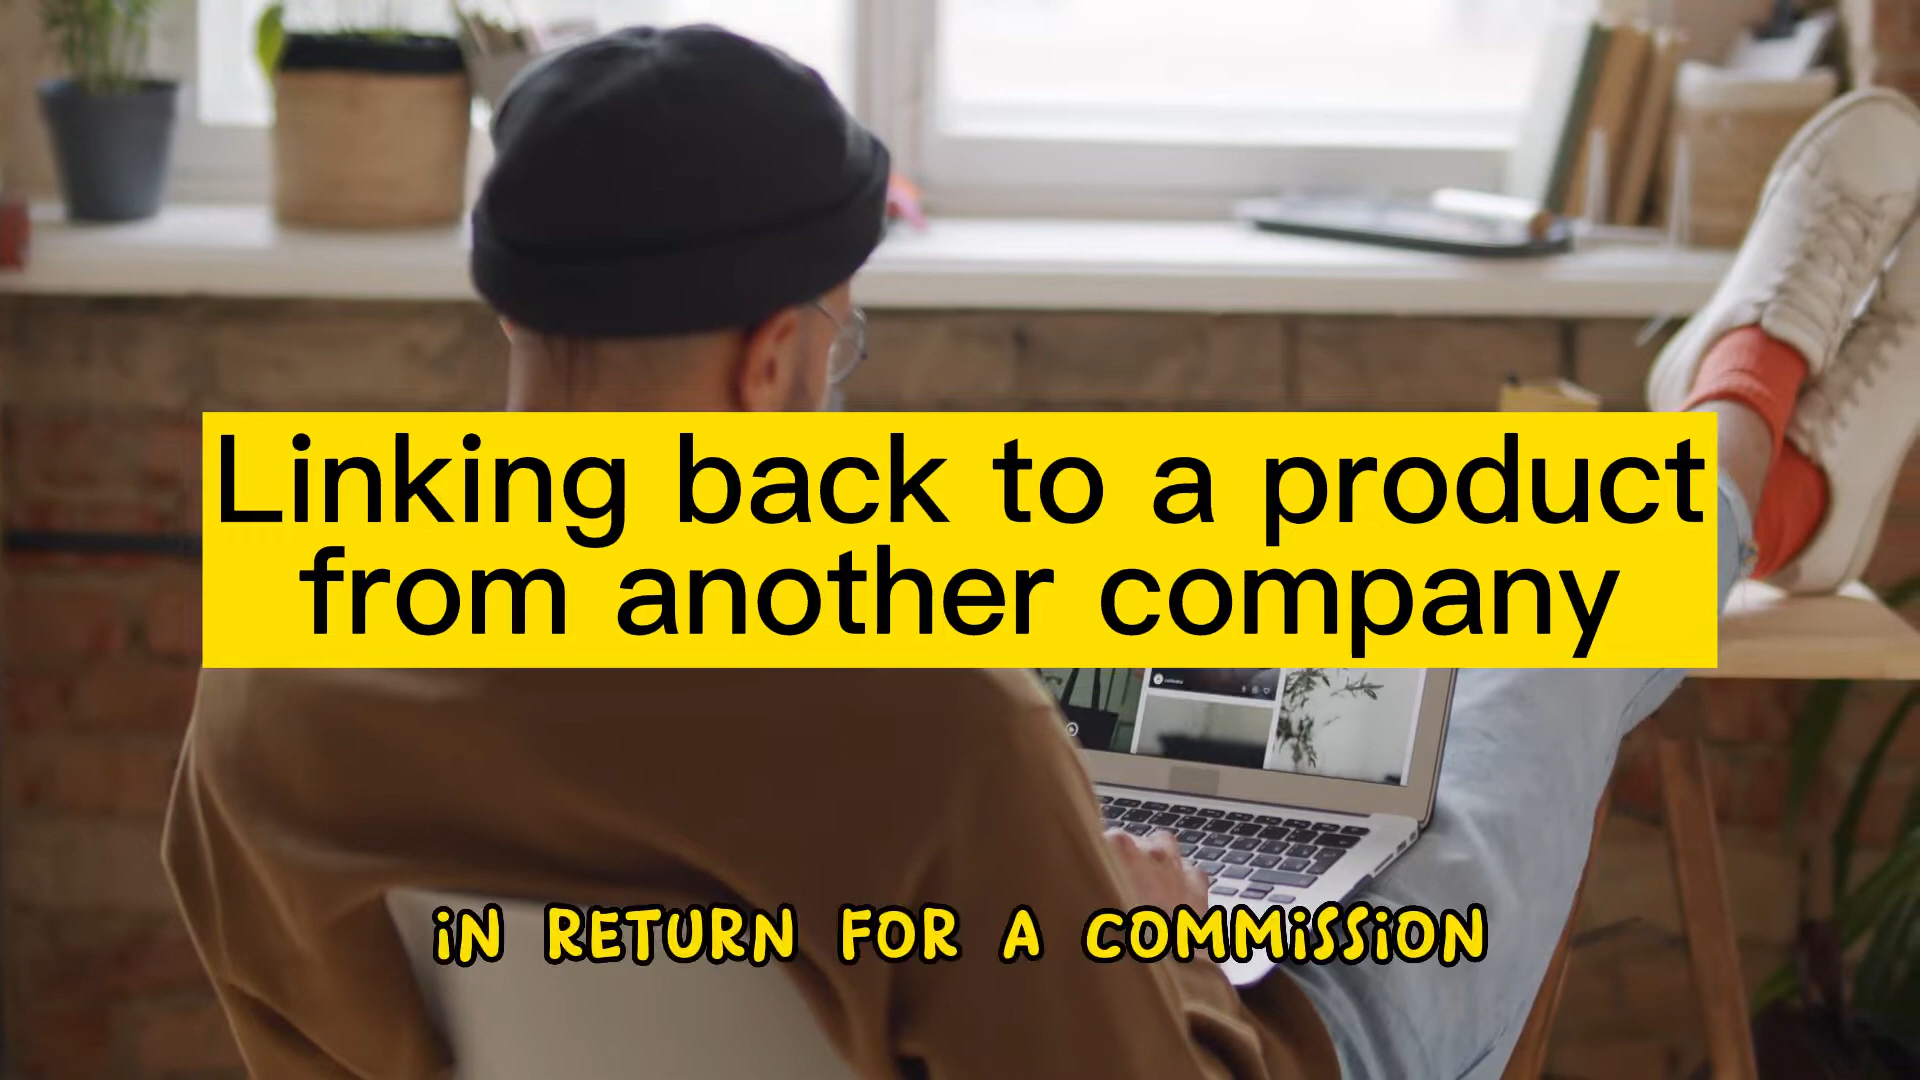 Linking back to a product
from another company
iN RETURN FOR A COMMiSSiON